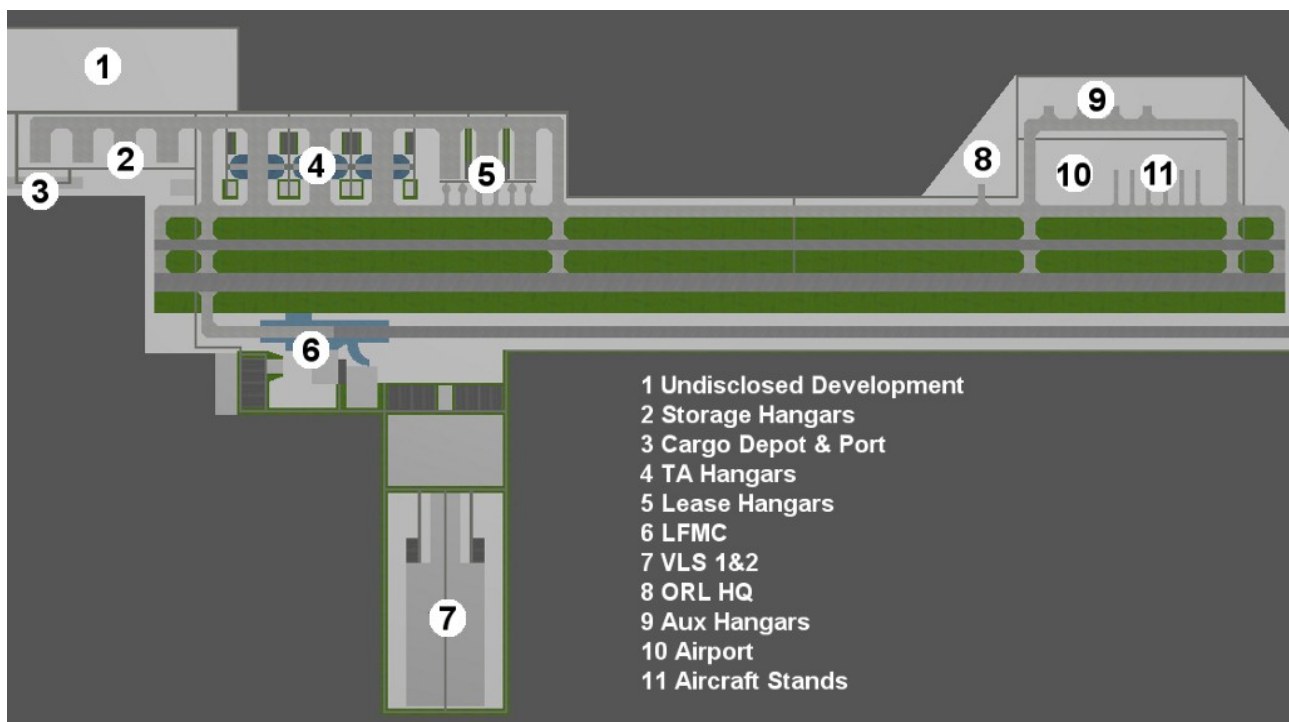 1
9
2
4
8
3
5
10
11
6
7
1 Undisclosed Development
2 Storage Hangars
3 Cargo Depot & Port
4 TA Hangars
5 Lease Hangars
6 LFMC
7 VLS 1&2
8 ORL HQ
9 Aux Hangars
10 Airport
11 Aircraft Stands